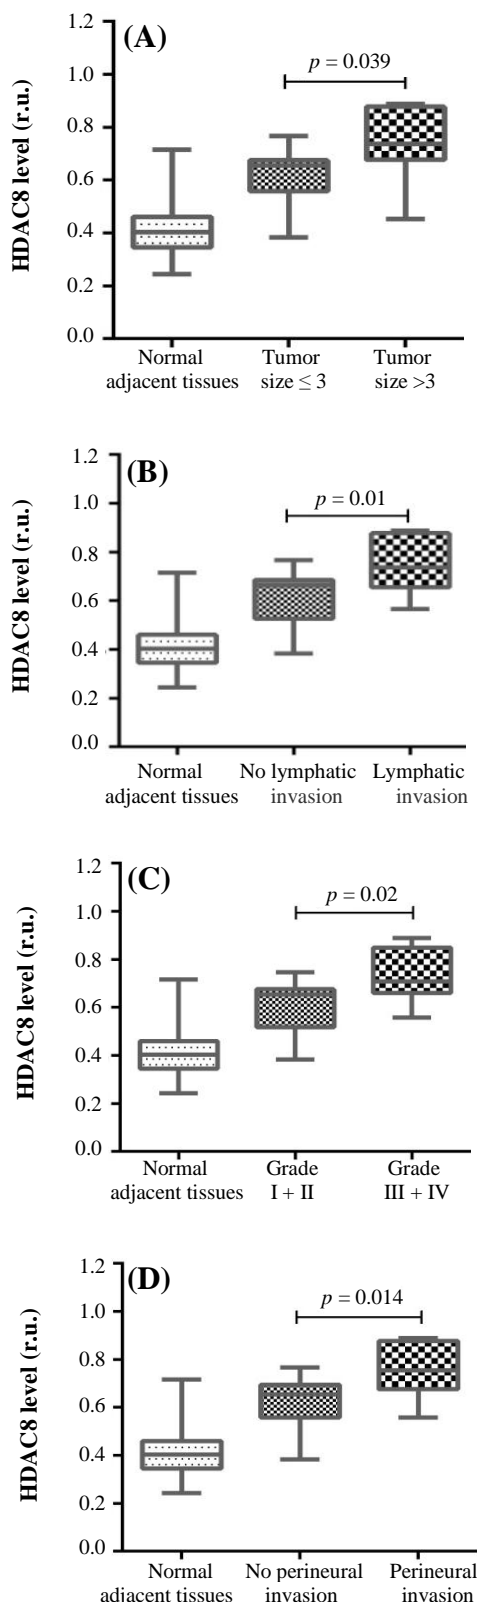 (A)
HDAC8 level (r.u.)
1.2
1.0
0.8
0.6
0.4
0.2
0.0
p = 0.039
Normal
adjacent tissues
Tumor
size ≤ 3
Tumor
size >3
(B)
HDAC8 level (r.u.)
1.2
1.0
0.8
0.6
0.4
0.2
0.0
p = 0.01
Normal
adjacent tissues
No lymphatic
invasion
Lymphatic
invasion
(C)
HDAC8 level (r.u.)
1.2
1.0
0.8
0.6
0.4
0.2
0.0
p = 0.02
Normal
adjacent tissues
Grade
I + II
Grade
III + IV
(D)
HDAC8 level (r.u.)
1.2
1.0
0.8
0.6
0.4
0.2
0.0
p = 0.014
Normal
adjacent tissues
No perineural
invasion
Perineural
invasion